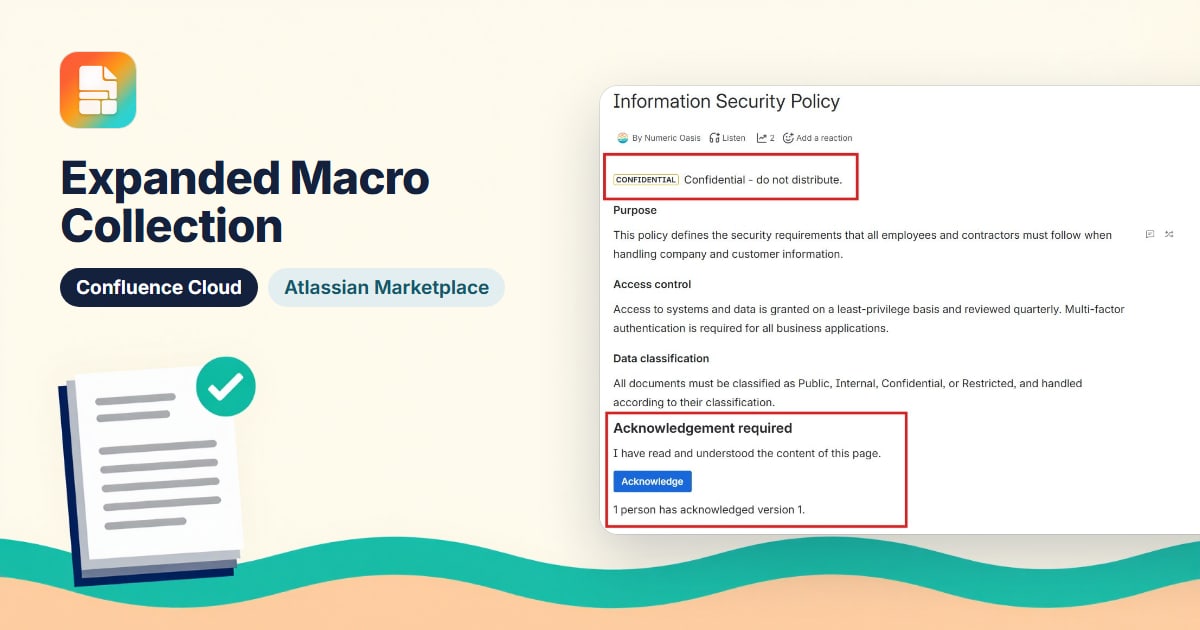 Expanded Macro
Collection
Confluence Cloud
Atlassian Marketplace
Information Security Policy
By Numeric Oasis Listen 2 Add a reaction
CONFIDENTIAL Confidential - do not distribute.
Purpose
This policy defines the security requirements that all employees and contractors must follow when
handling company and customer information.
Access control
Access to systems and data is granted on a least-privilege basis and reviewed quarterly. Multi-factor
authentication is required for all business applications.
Data classification
All documents must be classified as Public, Internal, Confidential, or Restricted, and handled
according to their classification.
Acknowledgement required
I have read and understood the content of this page.
Acknowledge
1 person has acknowledged version 1.